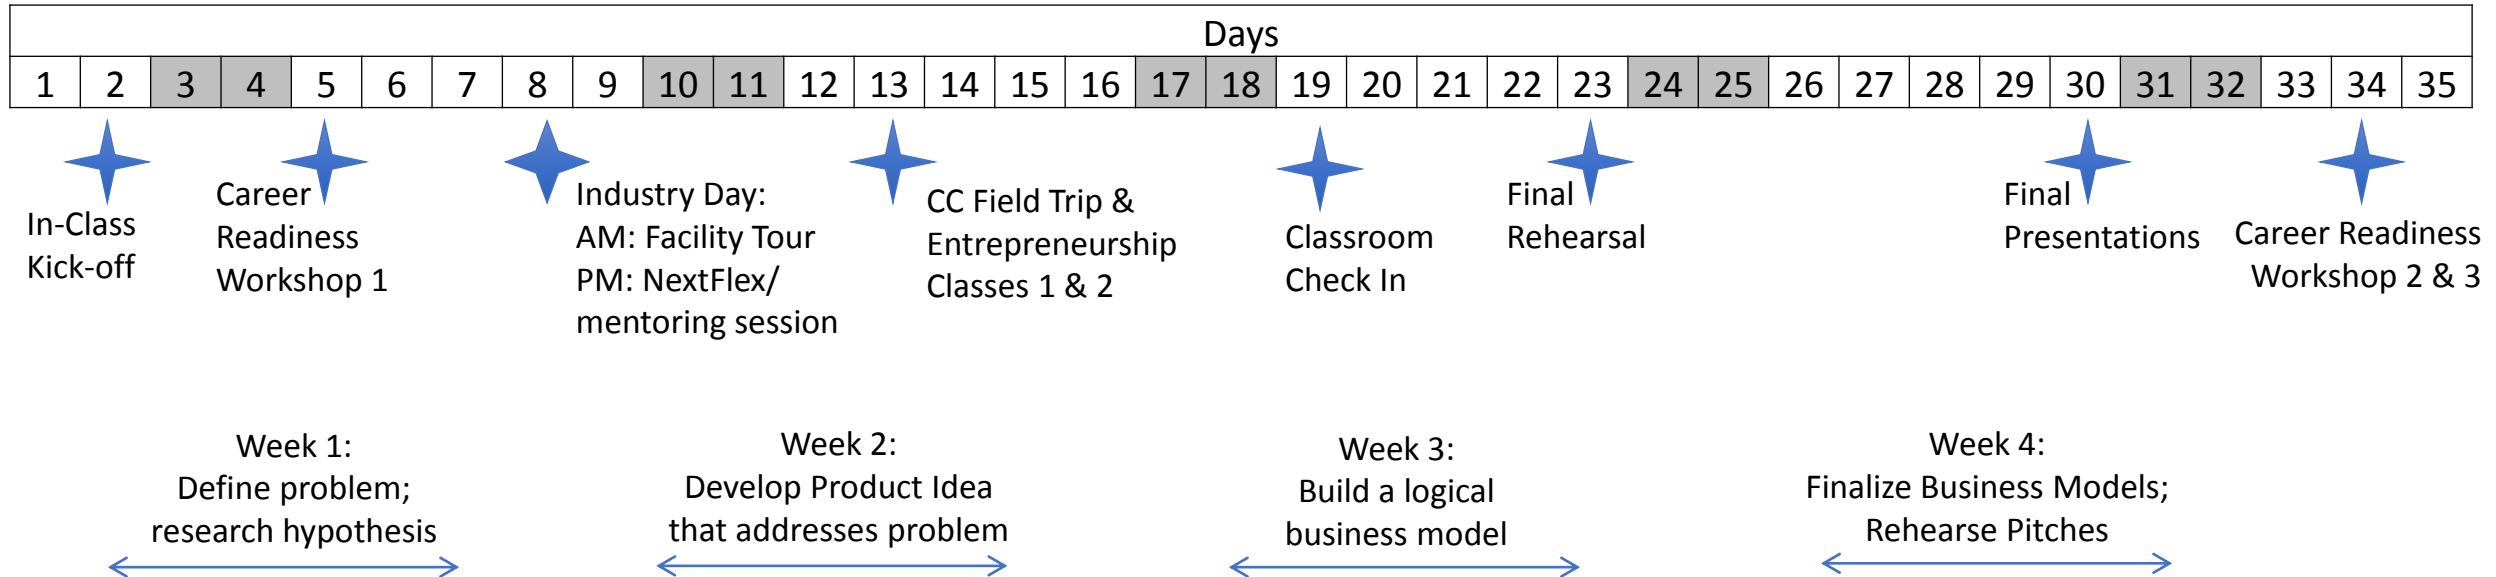 Days
1 2 3 4 5 6 7 8 9 10 11 12 13 14 15 16 17 18 19 20 21 22 23 24 25 26 27 28 29 30 31 32 33 34 35
In-Class
Kick-off
Career
Readiness
Workshop 1
Industry Day:
AM: Facility Tour
PM: NextFlex/
mentoring session
CC Field Trip &
Entrepreneurship
Classes 1 & 2
Classroom
Check In
Final
Rehearsal
Final
Presentations
Career Readiness
Workshop 2 & 3
Week 1:
Define problem;
research hypothesis
Week 2:
Develop Product Idea
that addresses problem
Week 3:
Build a logical
business model
Week 4:
Finalize Business Models;
Rehearse Pitches